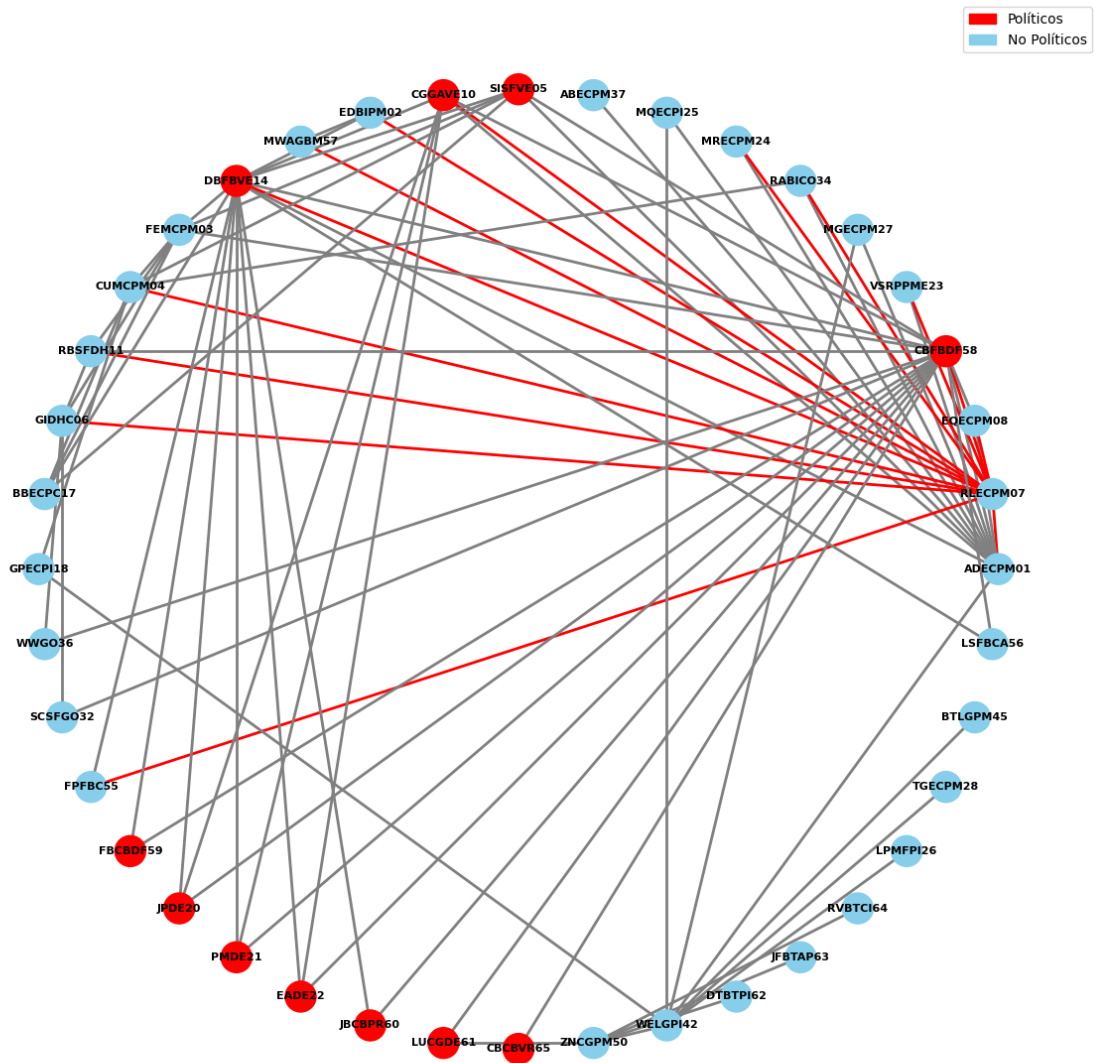 Políticos
No Políticos
SISFVE05
CGGAVE10
ABECPM37
EDBIPM02
MQECPI25
MWAGBM57
MRECPM24
DBFBVE14
RABICO34
FEMCPM03
MGECPM27
CUMCPM04
VSRPPME23
RBSFDH11
CBFBDF58
GIDHC06
EQECPM08
BBECPC17
RLECPM07
GPECPI18
ADECPM01
WWGO36
LSFBCA56
SCSFGO32
BTLGPM45
FPFBC55
TGECPM28
FBCBDF59
LPMFPI26
JPDE20
RVBTCI64
PMDE21
JFBTAP63
EADE22
DTBTPI62
JBCBPR60
WELGPI42
LUCGDE61
CBCBVR65
ZNCGPM50